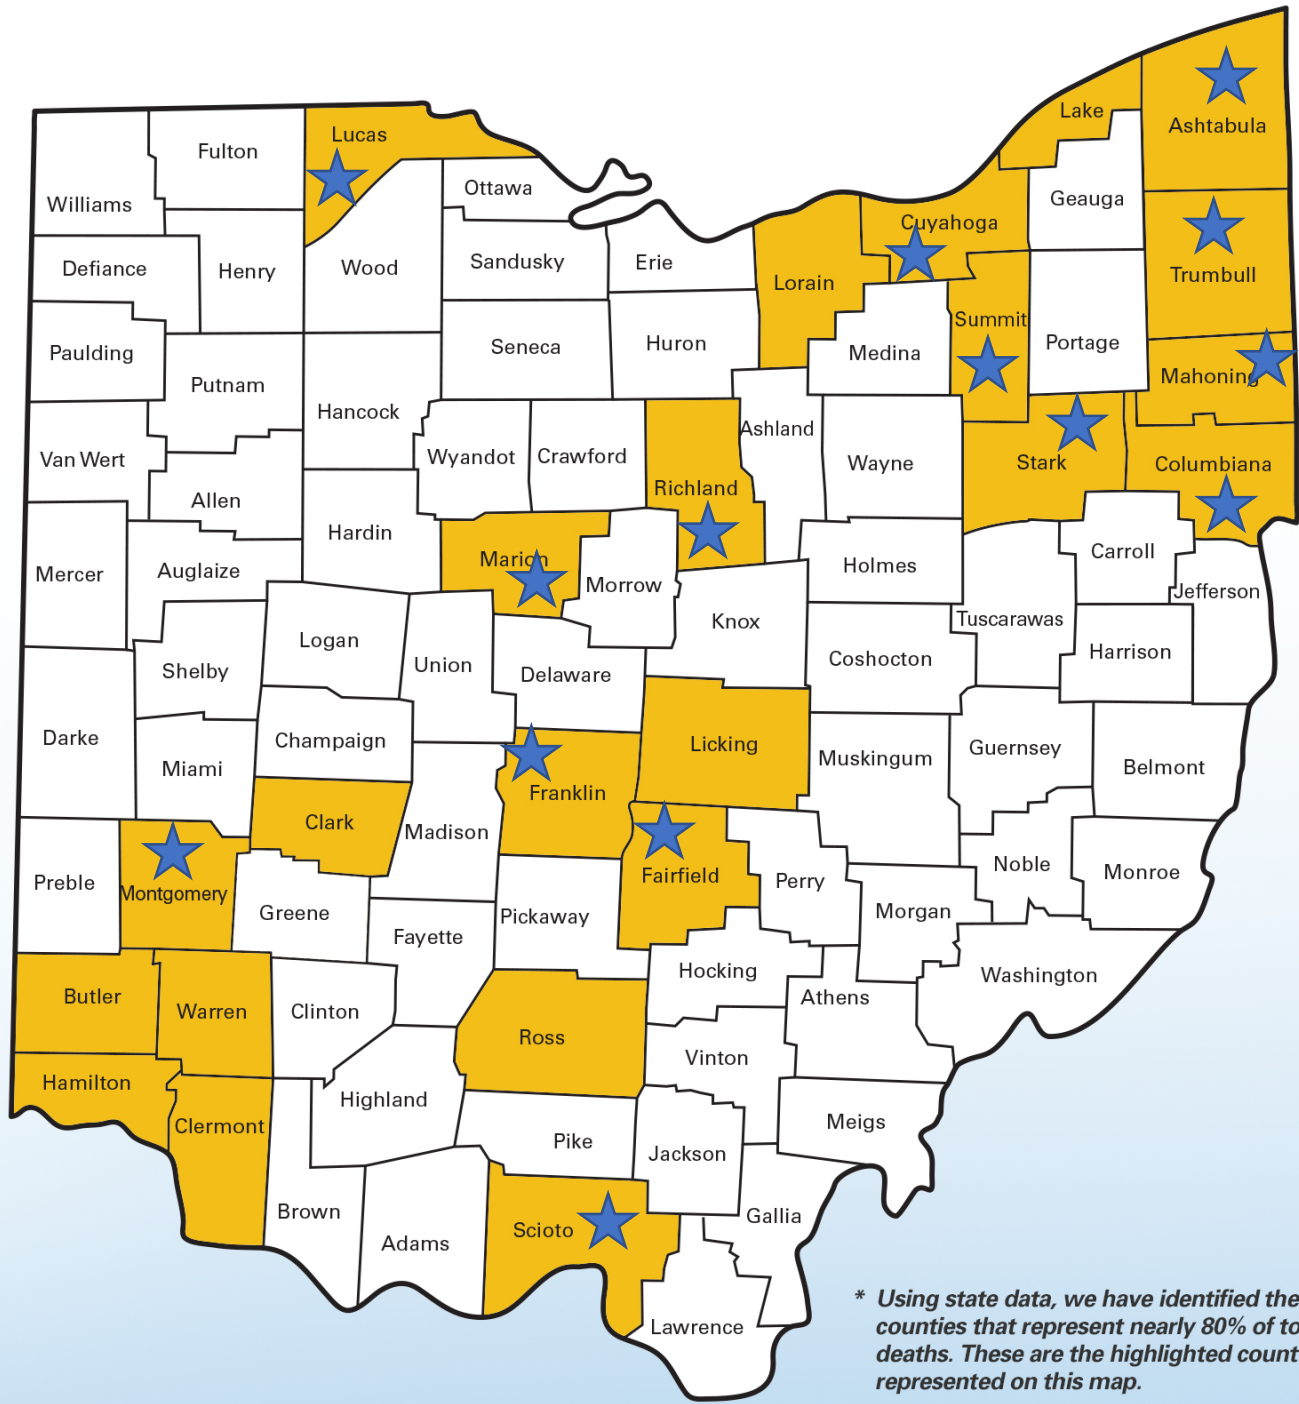 Lake
Ashtabula
Lucas
Fulton
Ottawa
Geauga
Williams
Cuyahoga
Defiance
Henry
Wood
Sandusky
Erie
Lorain
Trumbull
Summit
Paulding
Seneca
Huron
Medina
Portage
Mahoning
Putnam
Hancock
Ashland
Van Wert
Wyandot
Crawford
Wayne
Stark
Columbiana
Richland
Allen
Hardin
Marion
Carroll
Mercer
Auglaize
Morrow
Holmes
Jefferson
Logan
Knox
Tuscarawas
Shelby
Union
Delaware
Coshocton
Harrison
Darke
Champaign
Licking
Muskingum
Guernsey
Belmont
Miami
Franklin
Clark
Madison
Preble
Montgomery
Fairfield
Perry
Noble
Monroe
Greene
Pickaway
Morgan
Fayette
Hocking
Washington
Butler
Warren
Clinton
Athens
Ross
Vinton
Hamilton
Highland
Clermont
Pike
Jackson
Meigs
Brown
Adams
Scioto
Gallia
Lawrence
* Using state data, we have identified the
counties that represent nearly 80% of to
deaths. These are the highlighted count
represented on this map.